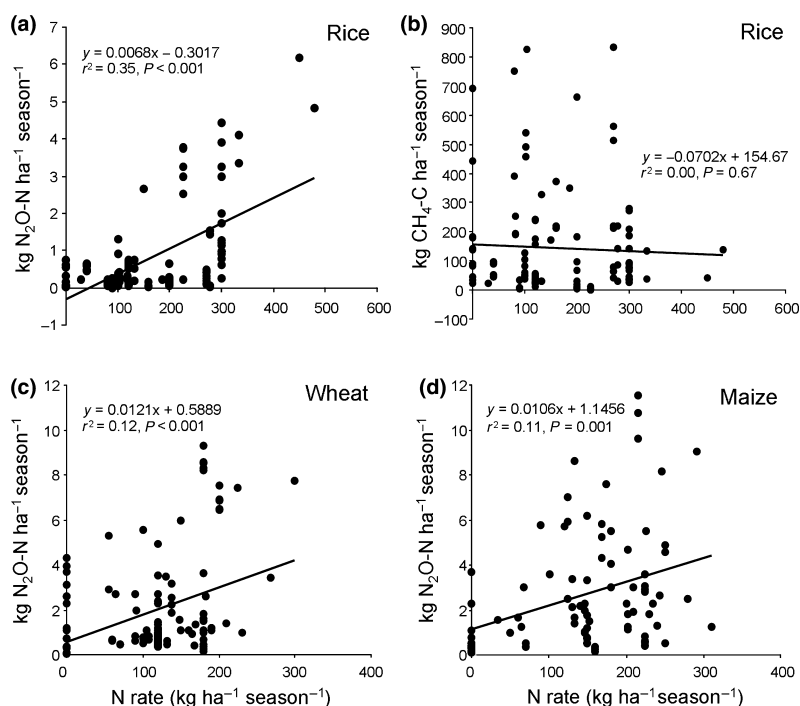 (a)
Rice
y = 0.0068x – 0.3017
r² = 0.35, P < 0.001
kg N₂O-N ha⁻¹ season⁻¹
7
6
5
4
3
2
1
0
–1
100 200 300 400 500 600
(b)
Rice
y = –0.0702x + 154.67
r² = 0.00, P = 0.67
kg CH₄-C ha⁻¹ season⁻¹
900
800
700
600
500
400
300
200
100
0
–100
100 200 300 400 500 600
(c)
Wheat
y = 0.0121x + 0.5889
r² = 0.12, P < 0.001
kg N₂O-N ha⁻¹ season⁻¹
12
10
8
6
4
2
0
0 100 200 300 400
N rate (kg ha⁻¹ season⁻¹)
(d)
Maize
y = 0.0106x + 1.1456
r² = 0.11, P = 0.001
kg N₂O-N ha⁻¹ season⁻¹
12
10
8
6
4
2
0
0 100 200 300 400
N rate (kg ha⁻¹ season⁻¹)